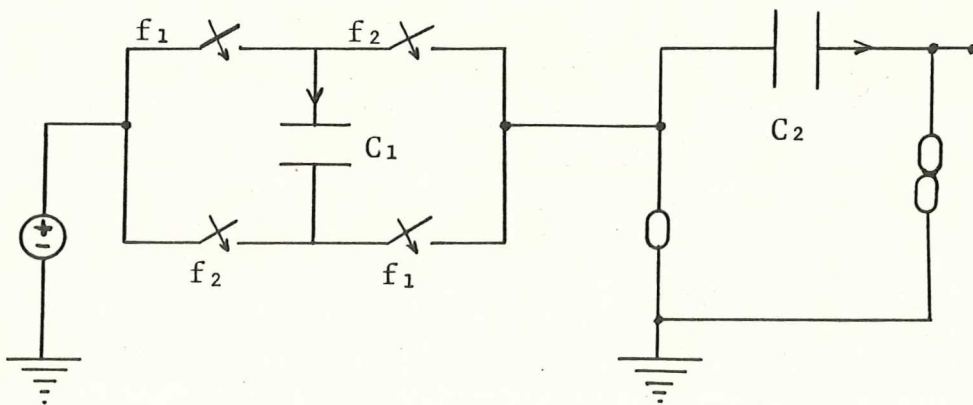 f₁
f₂
C₁
C₂
+
-
f₂
f₁